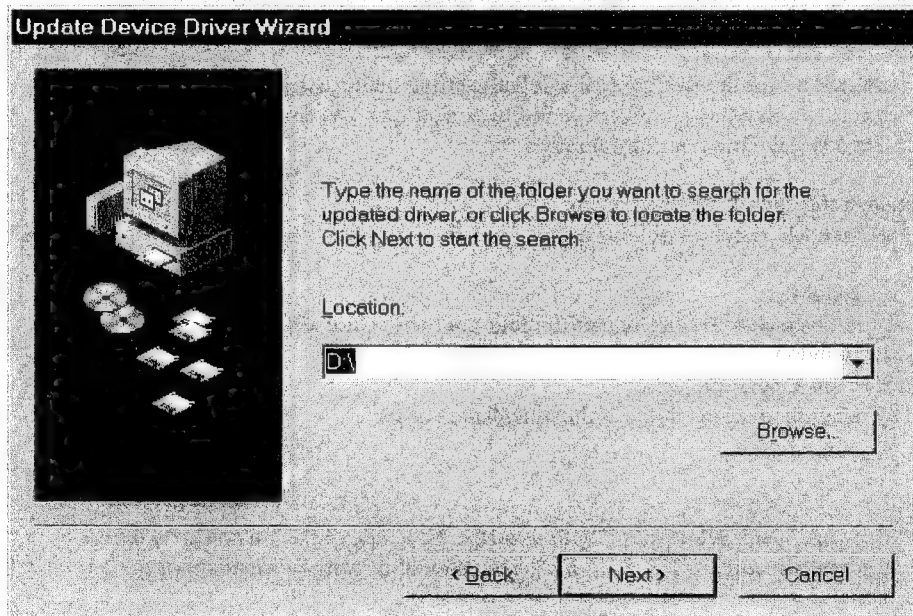 Update Device Driver Wizard
Type the name of the folder you want to search for the
updated driver, or click Browse to locate the folder.
Click Next to start the search.
Location:
D:\
Browse...
< Back
Next >
Cancel